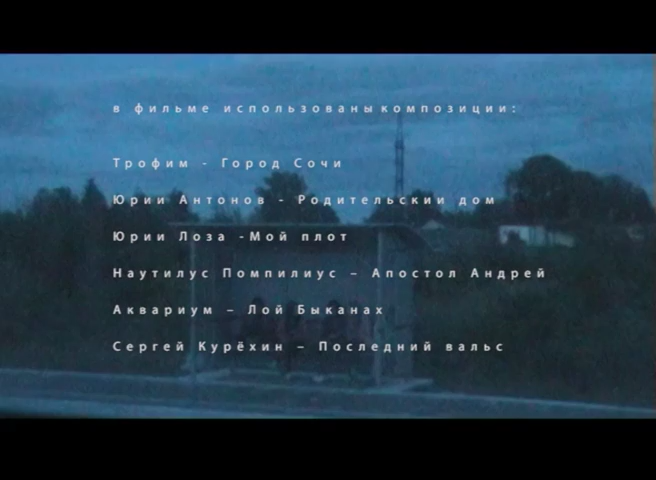 в фильме использованы композиции:
Трофим - Город Сочи
Юрии Антонов - Родительскии дом
Юрии Лоза -Мой плот
Наутилус Помпилиус – Апостол Андрей
Аквариум – Лой Быканах
Сергей Курёхин – Последний вальс